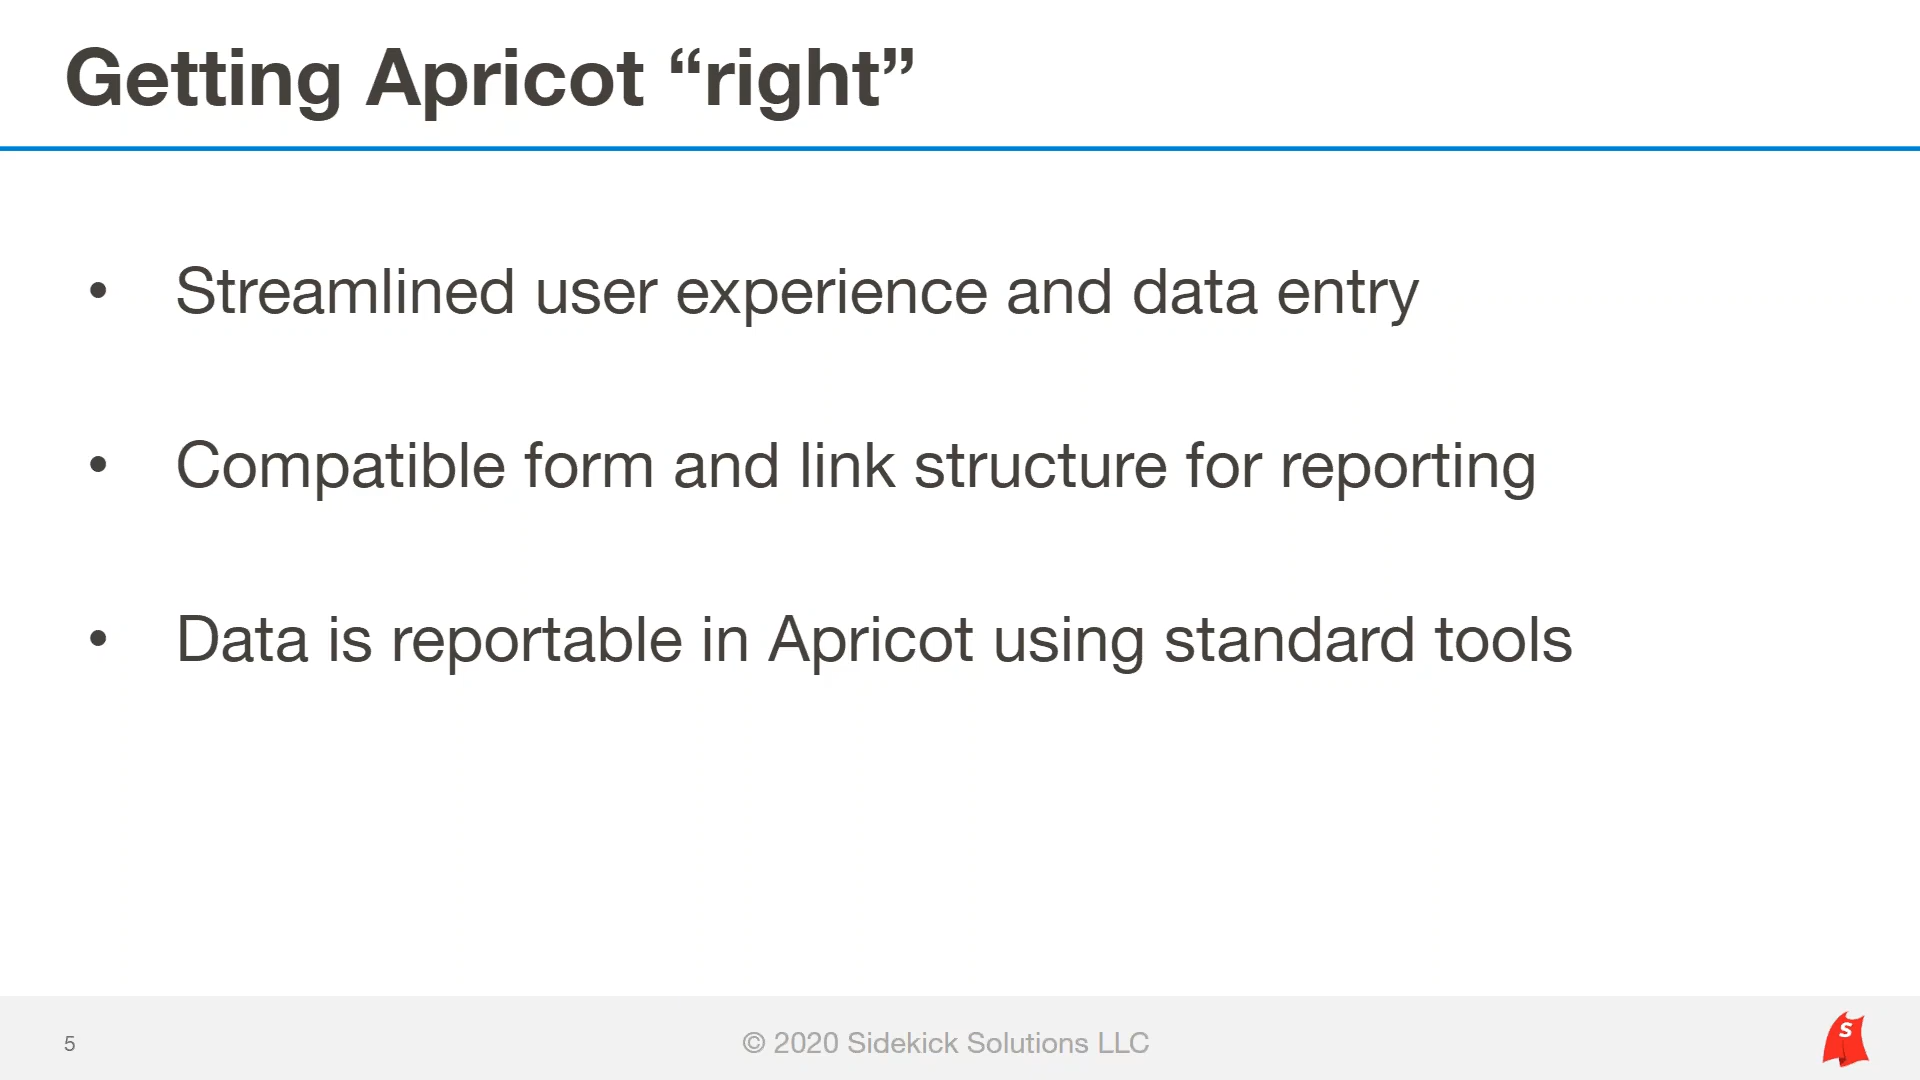 Getting Apricot “right”
• Streamlined user experience and data entry
• Compatible form and link structure for reporting
• Data is reportable in Apricot using standard tools
5
© 2020 Sidekick Solutions LLC
S